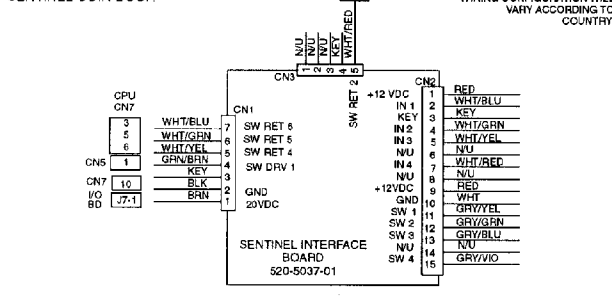 VARY ACCORDING TO
COUNTRY
N/U
N/U
N/U
KEY
WHT/RED
1
2
3
4
5
CN3
SW RET 2
CPU
CN7
3
5
6
CN5
1
CN7
10
I/O
BD
J7-1
CN1
WHT/BLU 7 SW RET 6
WHT/GRN 6 SW RET 5
WHT/YEL 5 SW RET 4
GRN/BRN 4 SW DRV 1
KEY 3
BLK 2 GND
BRN 1 20VDC
CN2
+12 VDC 1 RED
IN 1 2 WHT/BLU
KEY 3 KEY
IN 2 4 WHT/GRN
IN 3 5 WHT/YEL
N/U 6 N/U
IN 4 7 WHT/RED
N/U 8 N/U
+12VDC 9 RED
GND 10 WHT
SW 1 11 GRY/YEL
SW 2 12 GRY/GRN
SW 3 13 GRY/BLU
N/U 14 N/U
SW 4 15 GRY/VIO
SENTINEL INTERFACE
BOARD
520-5037-01